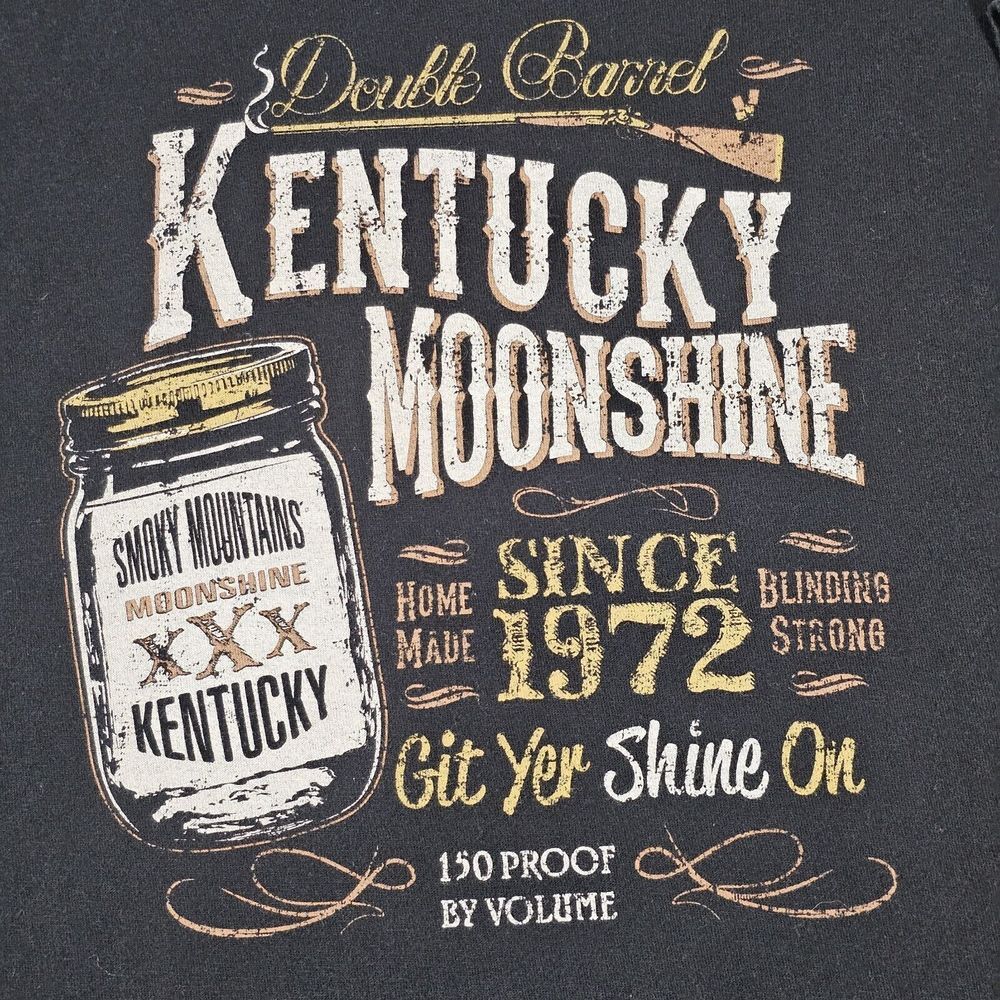 Double Barrel
KENTUCKY
MOONSHINE
SMOKY MOUNTAINS
MOONSHINE
XXX
KENTUCKY
HOME
MADE
SINCE
1972
BLINDING
STRONG
Git Yer Shine On
150 PROOF
BY VOLUME